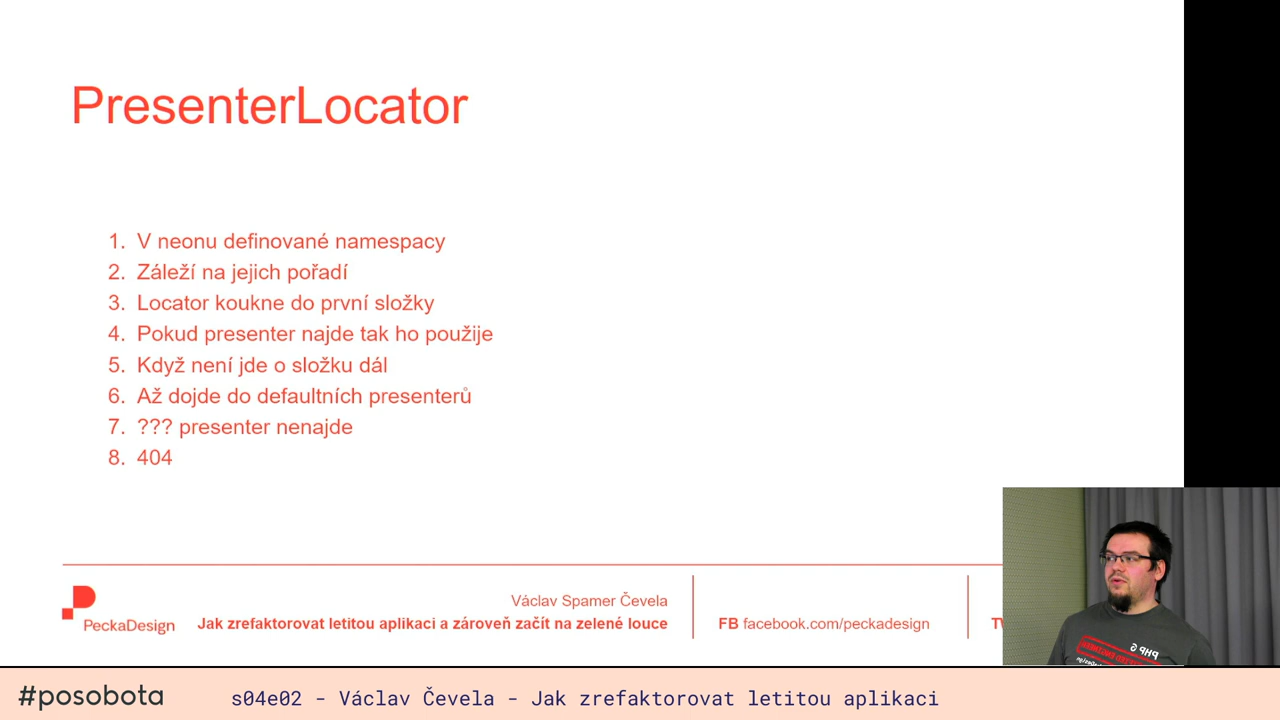 PresenterLocator
1. V neonu definované namespacy
2. Záleží na jejich pořadí
3. Locator koukne do první složky
4. Pokud presenter najde tak ho použije
5. Když není jde o složku dál
6. Až dojde do defaultních presenterů
7. ??? presenter nenajde
8. 404
PeckaDesign
Václav Spamer Čevela
Jak zrefaktorovat letitou aplikaci a zároveň začít na zelené louce
FB facebook.com/peckadesign
PHP G
#posobota
s04e02 - Václav Čevela - Jak zrefaktorovat letitou aplikaci